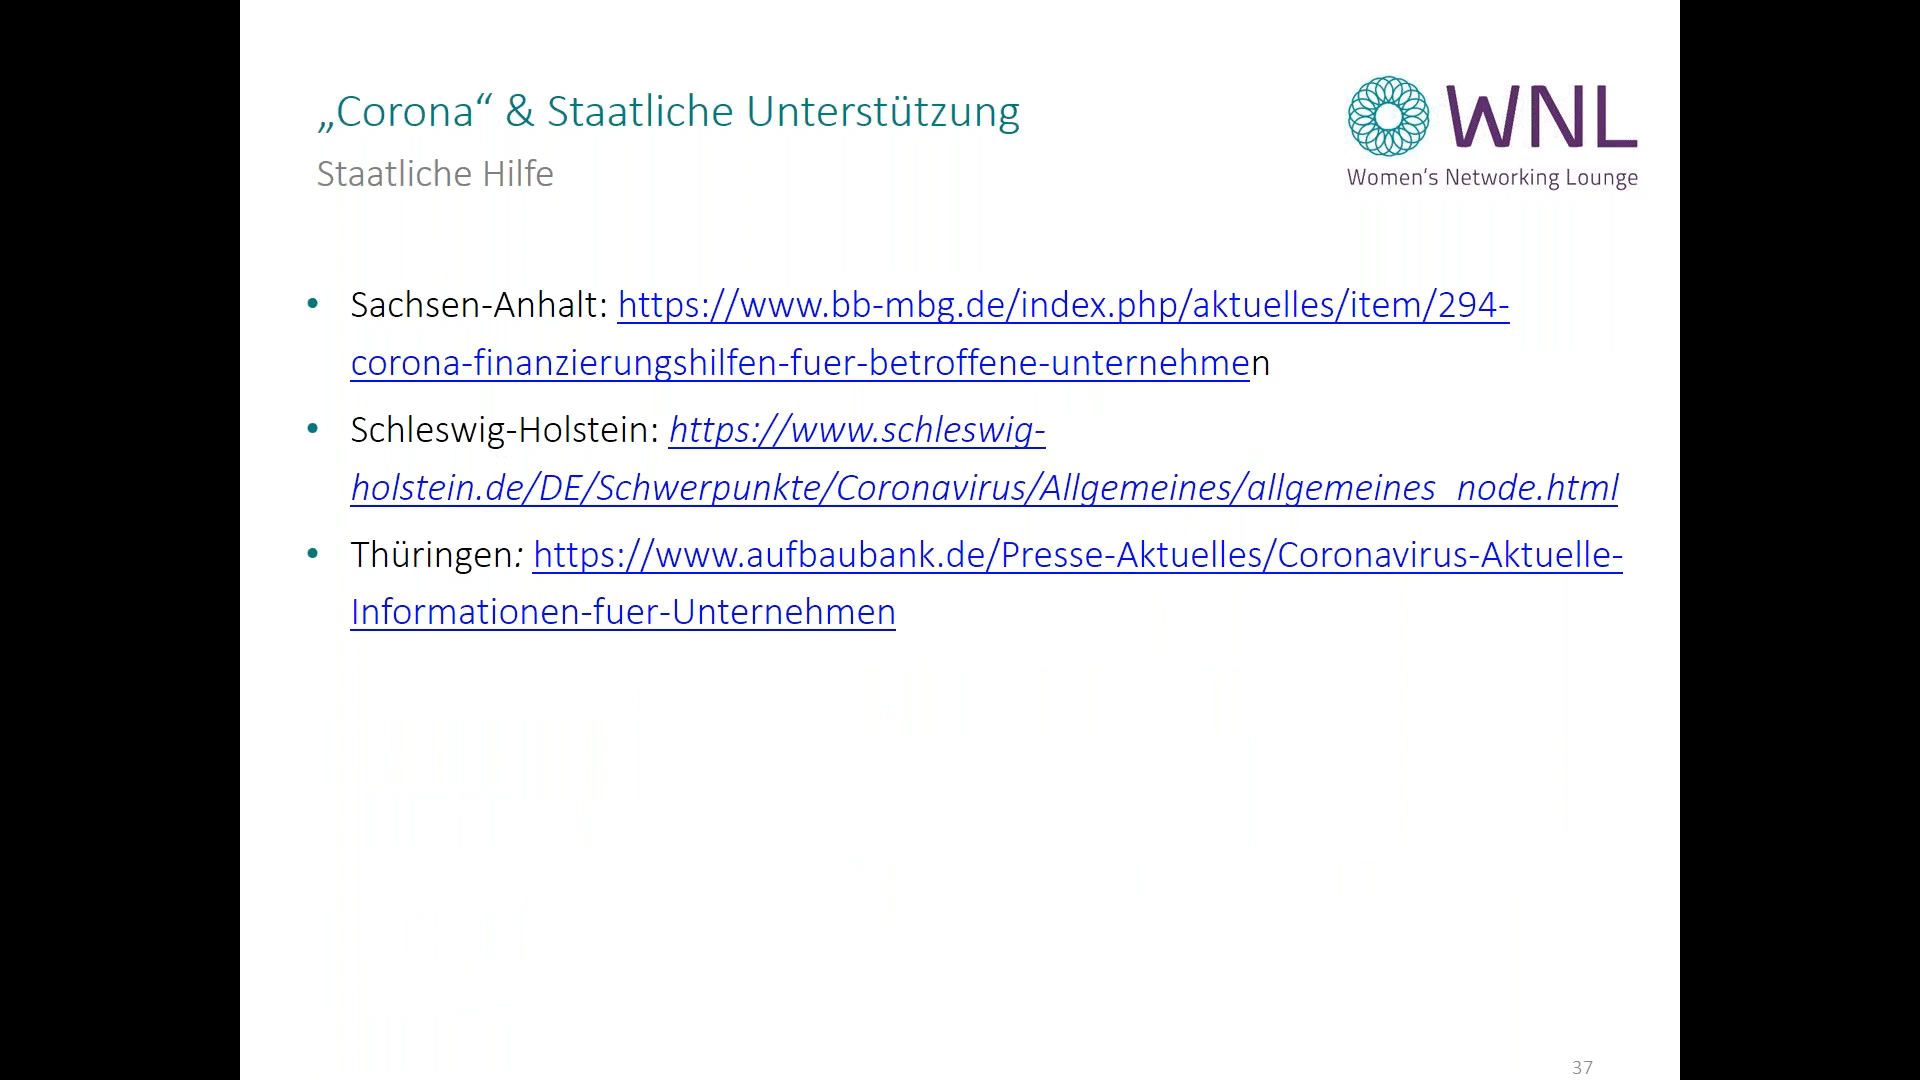 „Corona“ & Staatliche Unterstützung
Staatliche Hilfe
WNL
Women's Networking Lounge
• Sachsen-Anhalt: https://www.bb-mbg.de/index.php/aktuelles/item/294-
corona-finanzierungshilfen-fuer-betroffene-unternehmen
• Schleswig-Holstein: https://www.schleswig-
holstein.de/DE/Schwerpunkte/Coronavirus/Allgemeines/allgemeines_node.html
• Thüringen: https://www.aufbaubank.de/Presse-Aktuelles/Coronavirus-Aktuelle-
Informationen-fuer-Unternehmen
37